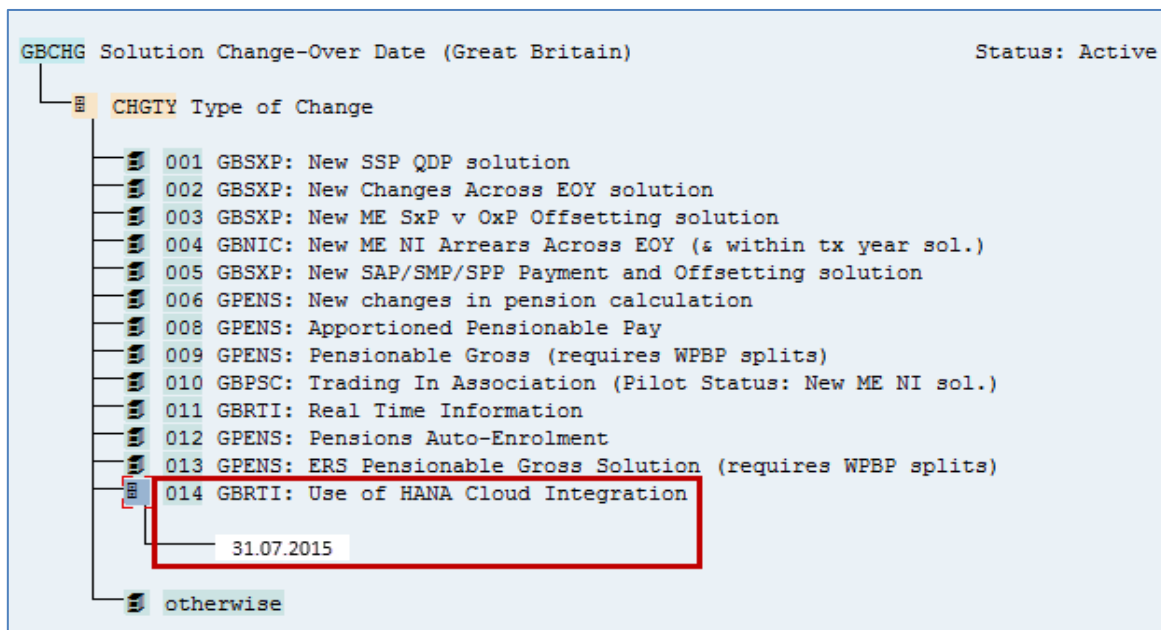 GBCHG Solution Change-Over Date (Great Britain) Status: Active
CHGTY Type of Change
001 GBSXP: New SSP QDP solution
002 GBSXP: New Changes Across EOY solution
003 GBSXP: New ME SxP v OxP Offsetting solution
004 GBNIC: New ME NI Arrears Across EOY (& within tx year sol.)
005 GBSXP: New SAP/SMP/SPP Payment and Offsetting solution
006 GPENS: New changes in pension calculation
008 GPENS: Apportioned Pensionable Pay
009 GPENS: Pensionable Gross (requires WPBP splits)
010 GBPSC: Trading In Association (Pilot Status: New ME NI sol.)
011 GBRTI: Real Time Information
012 GPENS: Pensions Auto-Enrolment
013 GPENS: ERS Pensionable Gross Solution (requires WPBP splits)
014 GBRTI: Use of HANA Cloud Integration
31.07.2015
otherwise